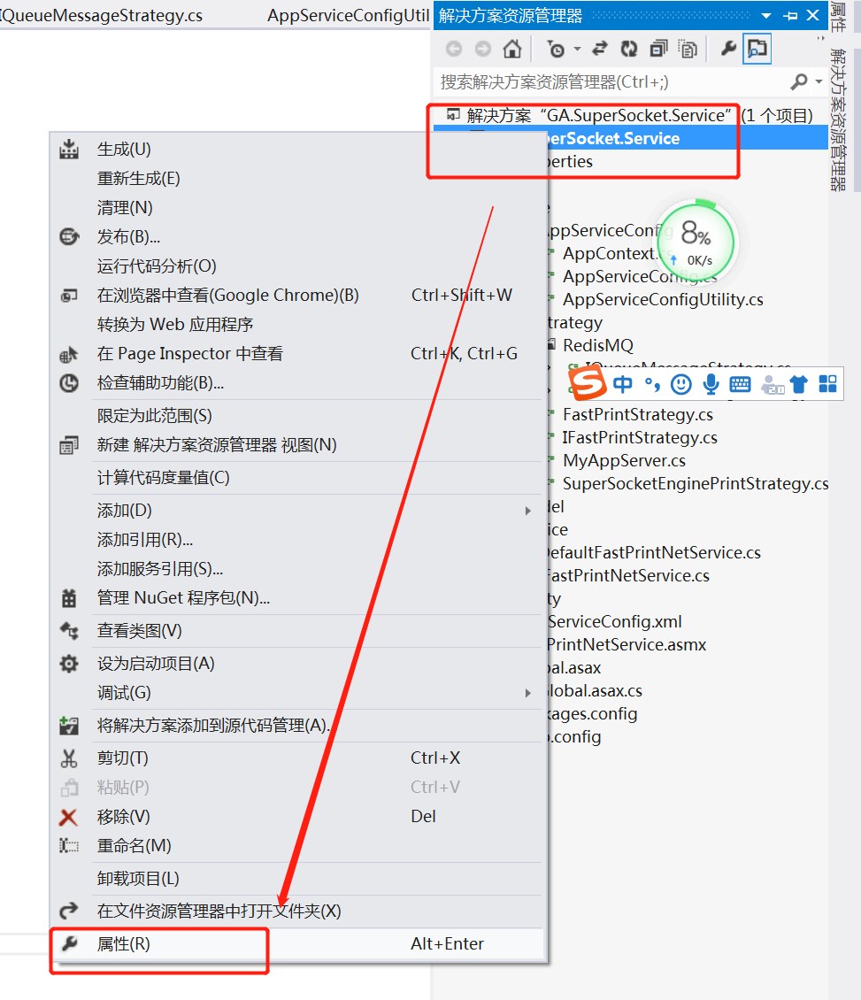 IQueueMessageStrategy.cs
AppServiceConfigUtil
解决方案资源管理器
搜索解决方案资源管理器(Ctrl+;)
解决方案 “GA.SuperSocket.Service” (1 个项目)
erSocket.Service
perties
AppServiceConfig
AppContext.cs
AppServiceConfig.cs
AppServiceConfigUtility.cs
trategy
RedisMQ
IQueueMessageStrategy.cs
FastPrintStrategy.cs
IFastPrintStrategy.cs
MyAppServer.cs
SuperSocketEnginePrintStrategy.cs
del
ice
DefaultFastPrintNetService.cs
FastPrintNetService.cs
ty
ServiceConfig.xml
PrintNetService.asmx
bal.asax
Global.asax.cs
kages.config
b.config
8%
0K/s
中
属性
解决方案资源管理器
生成(U)
重新生成(E)
清理(N)
发布(B)...
运行代码分析(O)
在浏览器中查看(Google Chrome)(B) Ctrl+Shift+W
转换为 Web 应用程序
在 Page Inspector 中查看 Ctrl+K, Ctrl+G
检查辅助功能(B)...
限定为此范围(S)
新建 解决方案资源管理器 视图(N)
计算代码度量值(C)
添加(D)
添加引用(R)...
添加服务引用(S)...
管理 NuGet 程序包(N)...
查看类图(V)
设为启动项目(A)
调试(G)
将解决方案添加到源代码管理(A)...
剪切(T) Ctrl+X
粘贴(P) Ctrl+V
移除(V) Del
重命名(M)
卸载项目(L)
在文件资源管理器中打开文件夹(X)
属性(R) Alt+Enter